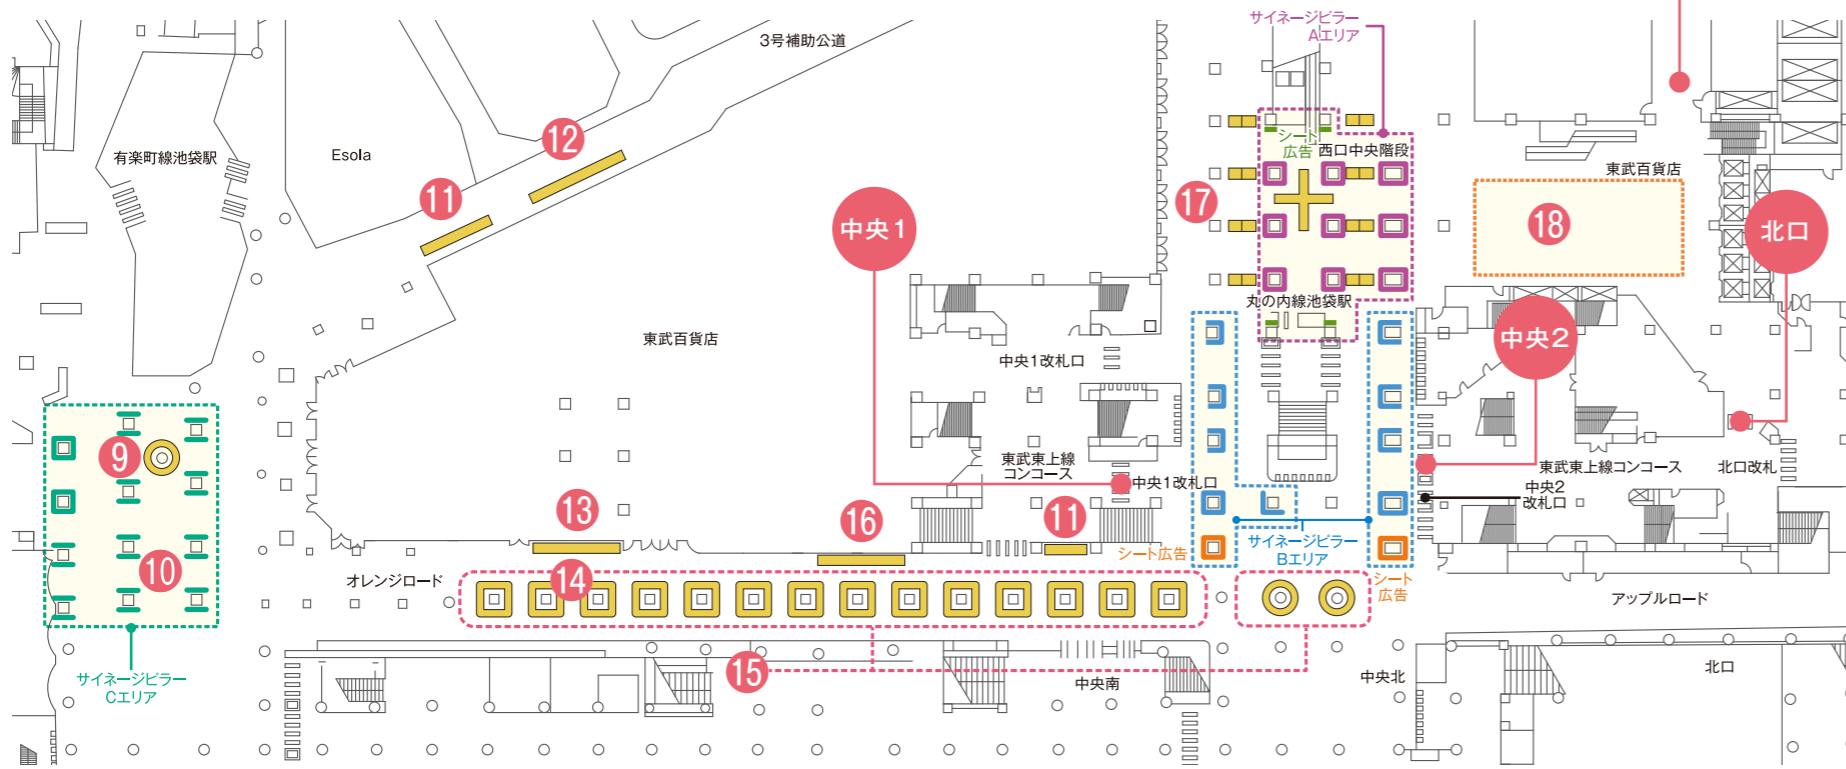 サイネージピラー
Aエリア
3号補助公道
12
シート
広告
西口中央階段
有楽町線池袋駅
Esola
東武百貨店
11
17
18
中央1
北口
丸の内線池袋駅
東武百貨店
中央2
中央1改札口
9
東武東上線
コンコース
中央1改札口
東武東上線コンコース
北口改札
中央2
改札口
13
16
11
シート広告
サイネージピラー
Bエリア
10
オレンジロード
14
シート
広告
アップルロード
15
サイネージピラー
Cエリア
中央南
中央北
北口